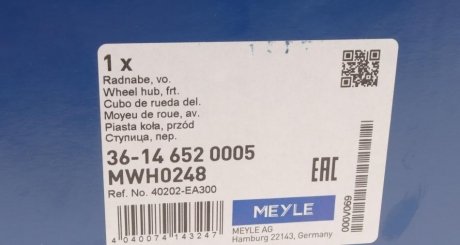 1 x
Radnabe, vo.
Wheel hub, frt.
Cubo de rueda del.
Moyeu de roue, av.
Piasta koła, przód
Ступица, пер.
36-14 652 0005
MWH0248
Ref. No. 40202-EA300
EAC
4 040074 143247
MEYLE
MEYLE AG
Hamburg 22143, Germany